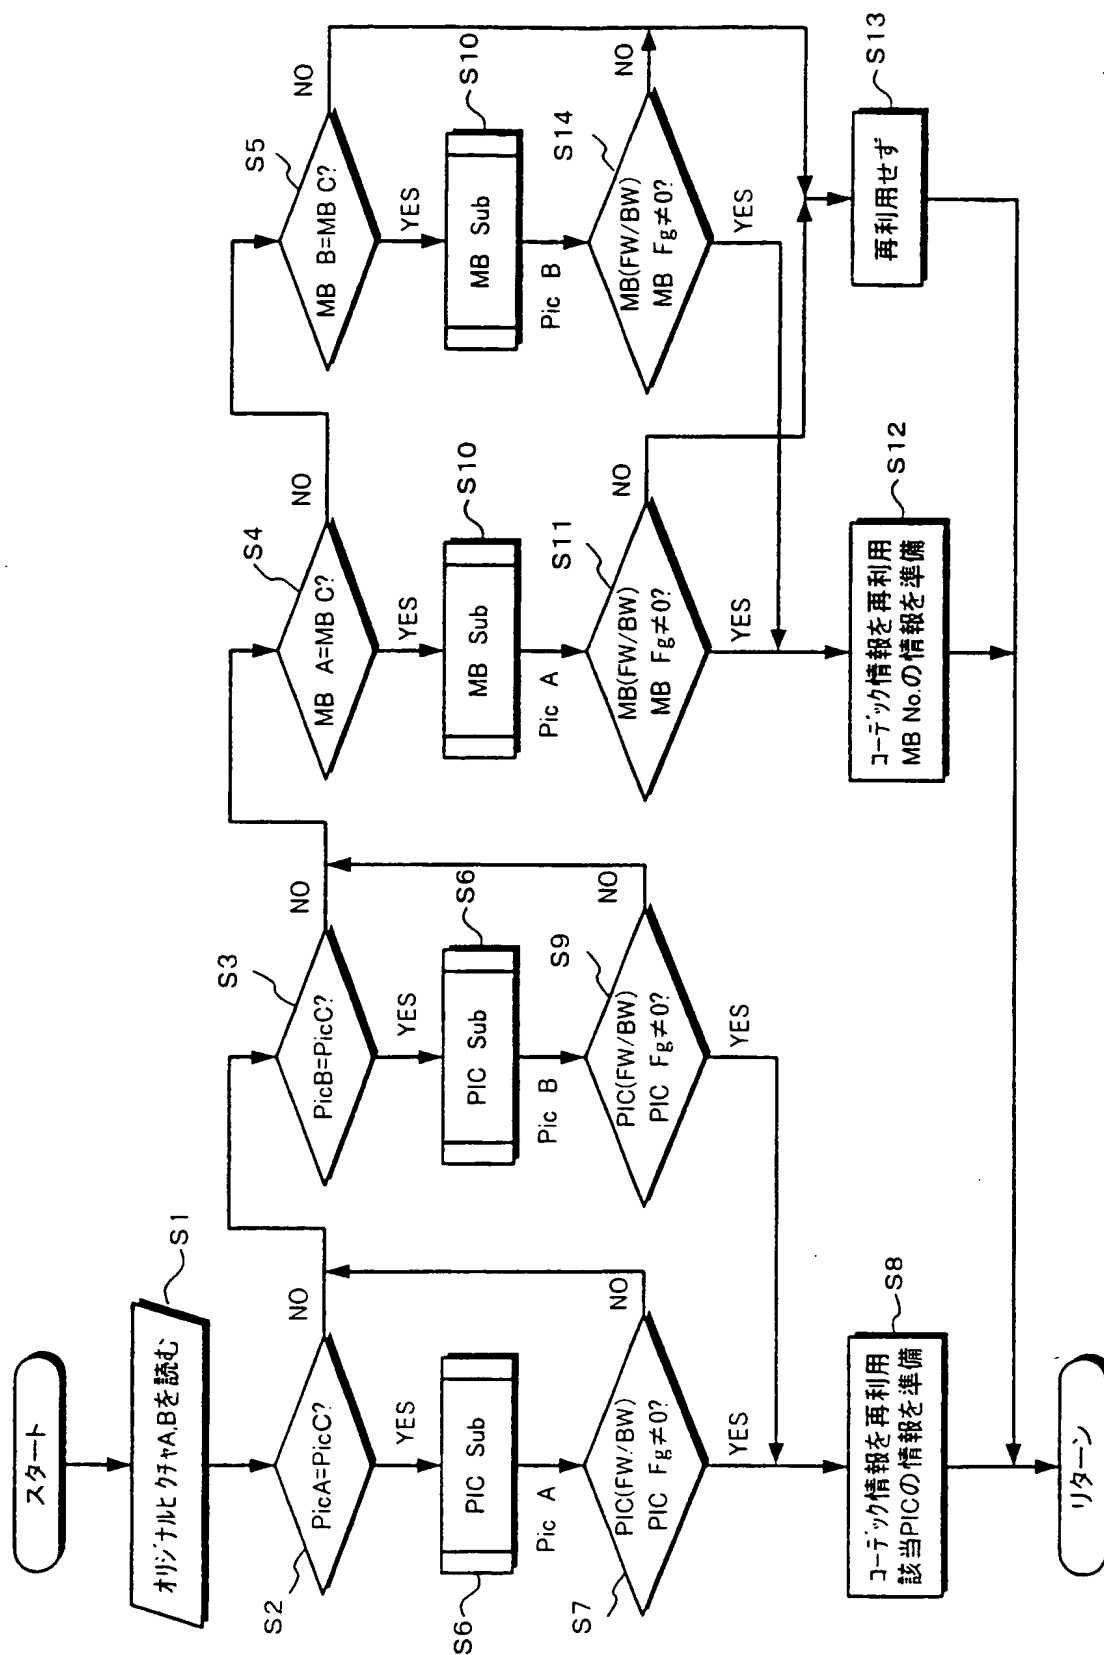 スタート
オリジナルピクチャA,Bを読む
S1
PicA=PicC?
S2
NO
YES
PIC Sub
S6
Pic A
PIC(FW/BW)
PIC Fg≠0?
S7
NO
YES
コーデック情報を再利用
該当PICの情報を準備
S8
リターン
PicB=PicC?
S3
NO
YES
PIC Sub
S6
Pic B
PIC(FW/BW)
PIC Fg≠0?
S9
NO
YES
MB A=MB C?
S4
NO
YES
MB Sub
S10
Pic A
MB(FW/BW)
MB Fg≠0?
S11
NO
YES
コーデック情報を再利用
MB No.の情報を準備
S12
MB B=MB C?
S5
NO
YES
MB Sub
S10
Pic B
MB(FW/BW)
MB Fg≠0?
S14
NO
YES
再利用せず
S13